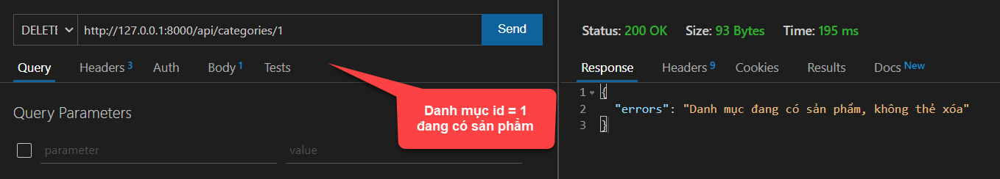 DELETE http://127.0.0.1:8000/api/categories/1 Send
Query Headers 3 Auth Body 1 Tests
Query Parameters
parameter value
Danh mục id = 1
đang có sản phẩm
Status: 200 OK Size: 93 Bytes Time: 195 ms
Response Headers 9 Cookies Results Docs New
1 {
2 "errors": "Danh mục đang có sản phẩm, không thẻ xóa"
3 }